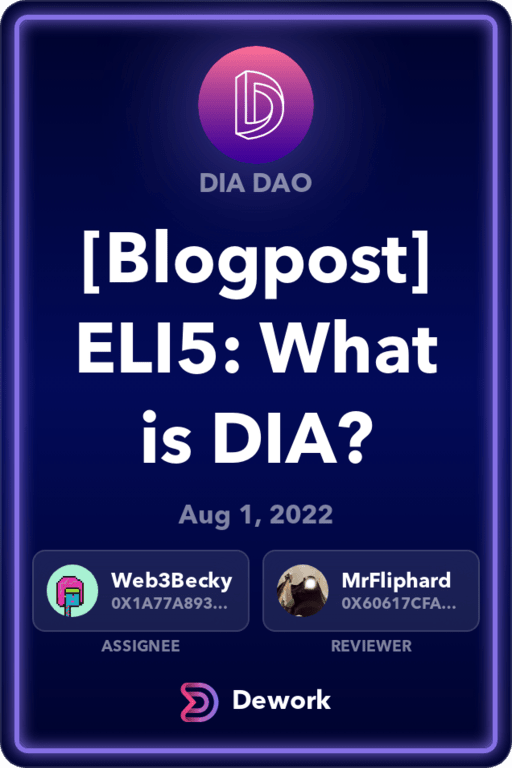 DIA DAO
[Blogpost]
ELI5: What
is DIA?
Aug 1, 2022
Web3Becky
0X1A77A893...
ASSIGNEE
MrFliphard
0X60617CFA...
REVIEWER
Dework